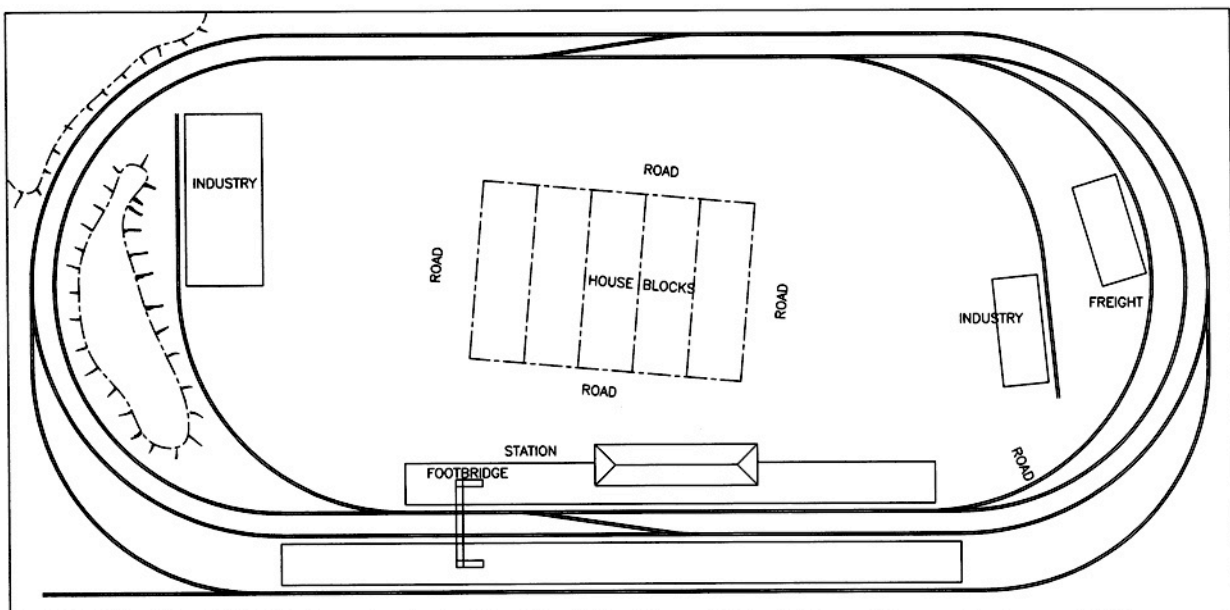 ROAD
INDUSTRY
ROAD
HOUSE BLOCKS
ROAD
FREIGHT
INDUSTRY
ROAD
STATION
FOOTBRIDGE
ROAD